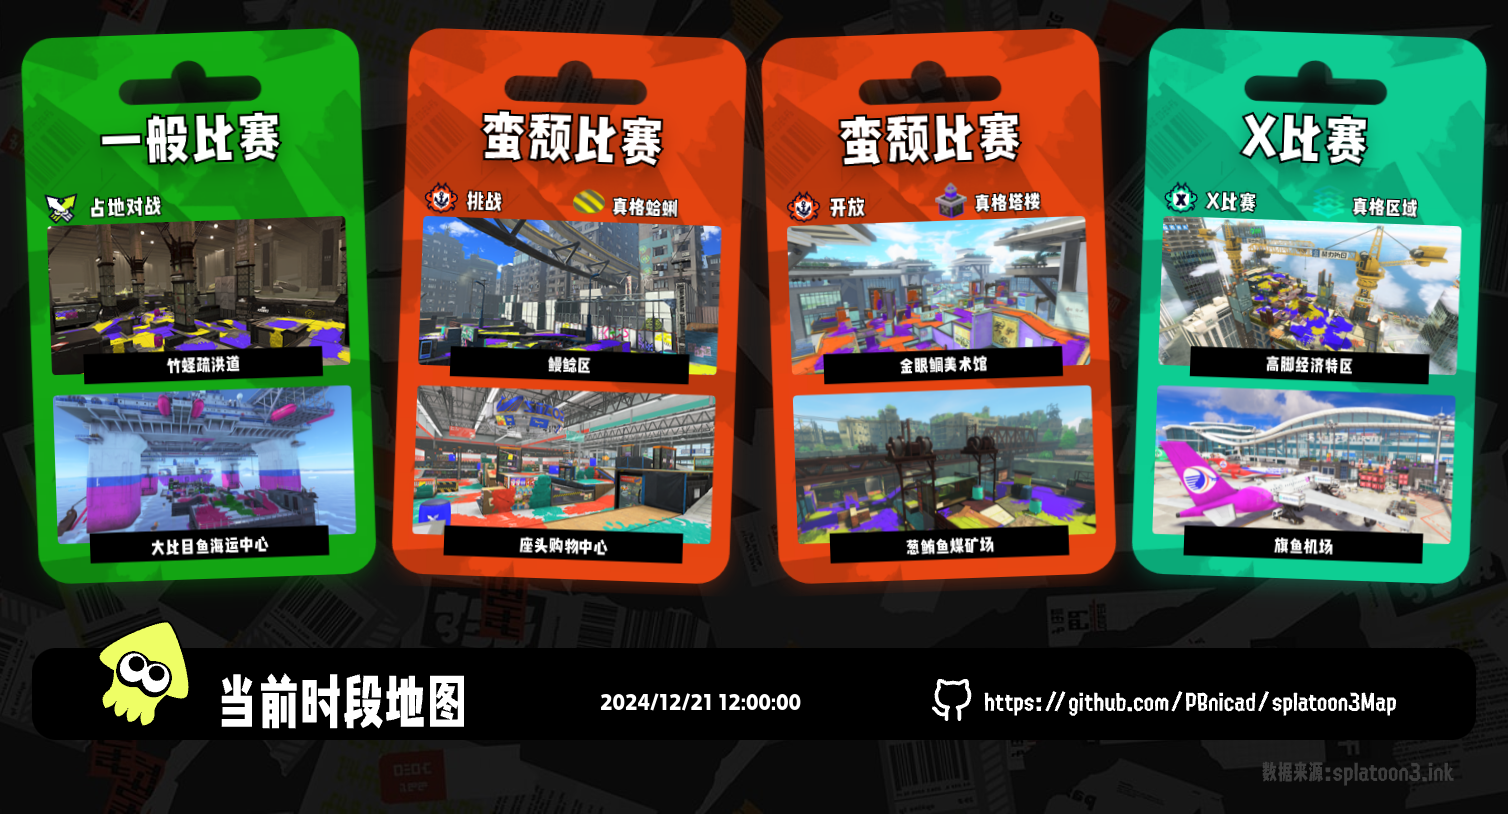 一般比赛
占地对战
竹蛏疏洪道
大比目鱼海运中心
蛮颓比赛
挑战
真格蛤蜊
鳗鲶区
座头购物中心
蛮颓比赛
开放
真格塔楼
金眼鲷美术馆
葱鲔鱼煤矿场
X比赛
X比赛
真格区域
高脚经济特区
旗鱼机场
当前时段地图
2024/12/21 12:00:00
https://github.com/PBnicad/splatoon3Map
数据来源:splatoon3.ink